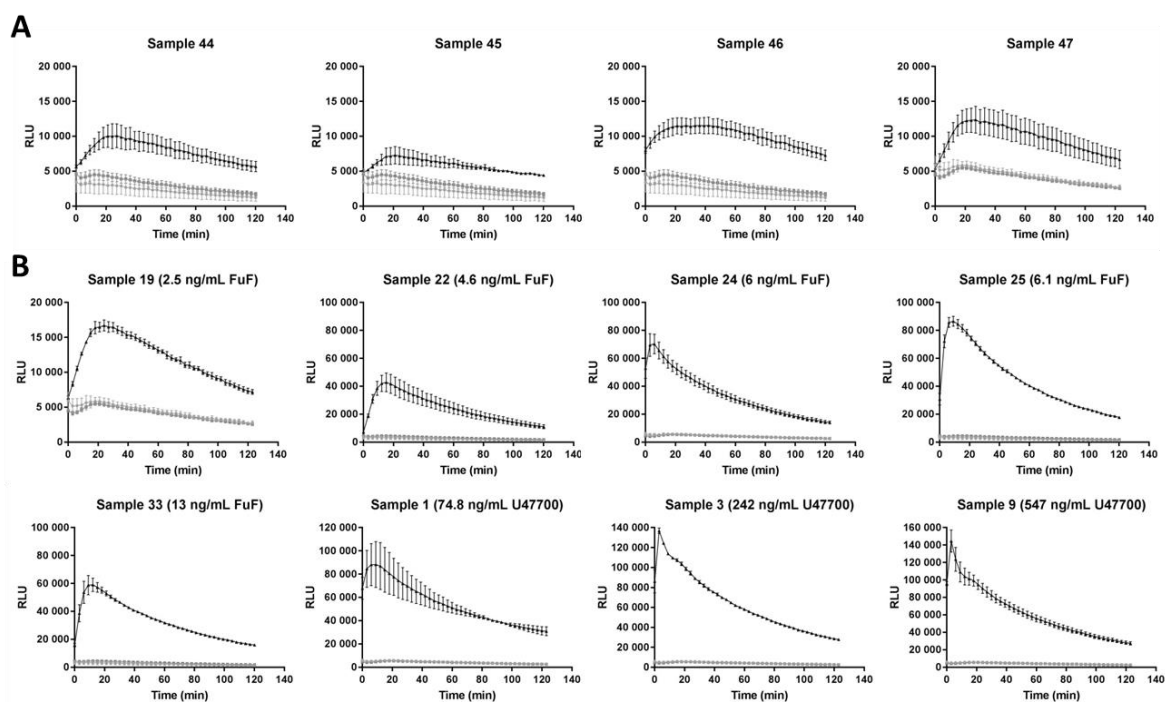 A
Sample 44
Sample 45
Sample 46
Sample 47
RLU
20 000
15 000
10 000
5 000
0
0 20 40 60 80 100 120 140
Time (min)
RLU
20 000
15 000
10 000
5 000
0
0 20 40 60 80 100 120 140
Time (min)
RLU
20 000
15 000
10 000
5 000
0
0 20 40 60 80 100 120 140
Time (min)
RLU
20 000
15 000
10 000
5 000
0
0 20 40 60 80 100 120 140
Time (min)
B
Sample 19 (2.5 ng/mL FuF)
Sample 22 (4.6 ng/mL FuF)
Sample 24 (6 ng/mL FuF)
Sample 25 (6.1 ng/mL FuF)
RLU
20 000
15 000
10 000
5 000
0
0 20 40 60 80 100 120 140
Time (min)
RLU
100 000
80 000
60 000
40 000
20 000
0
0 20 40 60 80 100 120 140
Time (min)
RLU
100 000
80 000
60 000
40 000
20 000
0
0 20 40 60 80 100 120 140
Time (min)
RLU
100 000
80 000
60 000
40 000
20 000
0
0 20 40 60 80 100 120 140
Time (min)
Sample 33 (13 ng/mL FuF)
Sample 1 (74.8 ng/mL U47700)
Sample 3 (242 ng/mL U47700)
Sample 9 (547 ng/mL U47700)
RLU
100 000
80 000
60 000
40 000
20 000
0
0 20 40 60 80 100 120 140
Time (min)
RLU
120 000
100 000
80 000
60 000
40 000
20 000
0
0 20 40 60 80 100 120 140
Time (min)
RLU
140 000
120 000
100 000
80 000
60 000
40 000
20 000
0
0 20 40 60 80 100 120 140
Time (min)
RLU
160 000
140 000
120 000
100 000
80 000
60 000
40 000
20 000
0
0 20 40 60 80 100 120 140
Time (min)